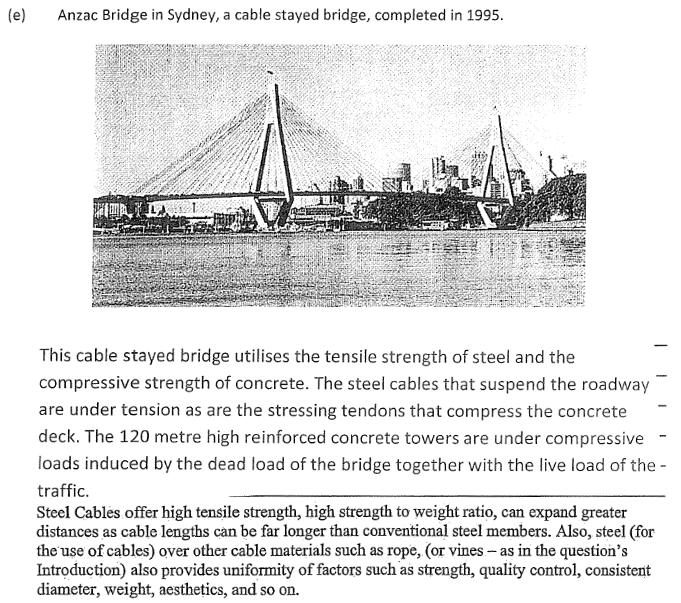 (e) Anzac Bridge in Sydney, a cable stayed bridge, completed in 1995.
This cable stayed bridge utilises the tensile strength of steel and the
compressive strength of concrete. The steel cables that suspend the roadway
are under tension as are the stressing tendons that compress the concrete
deck. The 120 metre high reinforced concrete towers are under compressive
loads induced by the dead load of the bridge together with the live load of the
traffic.
Steel Cables offer high tensile strength, high strength to weight ratio, can expand greater
distances as cable lengths can be far longer than conventional steel members. Also, steel (for
the use of cables) over other cable materials such as rope, (or vines – as in the question's
Introduction) also provides uniformity of factors such as strength, quality control, consistent
diameter, weight, aesthetics, and so on.